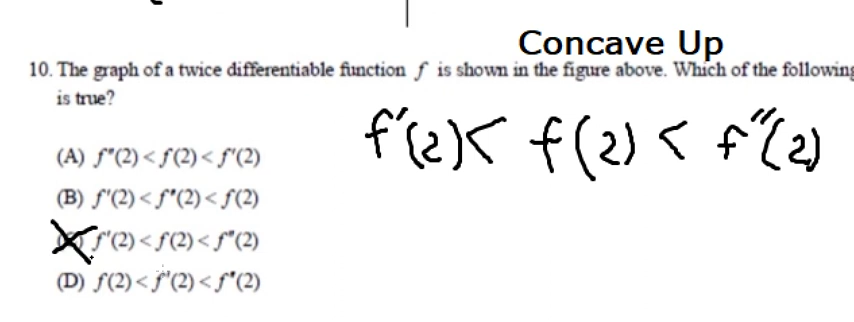 Concave Up
10. The graph of a twice differentiable function f is shown in the figure above. Which of the following
is true?
f'(2) < f(2) < f''(2)
(A) f"(2) < f(2) < f'(2)
(B) f'(2) < f"(2) < f(2)
f'(2) < f(2) < f"(2)
(D) f(2) < f'(2) < f"(2)